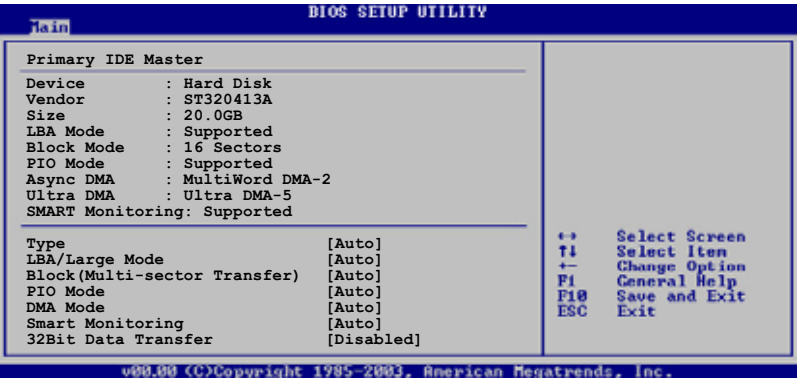 BIOS SETUP UTILITY
Main
Primary IDE Master
Device : Hard Disk
Vendor : ST320413A
Size : 20.0GB
LBA Mode : Supported
Block Mode : 16 Sectors
PIO Mode : Supported
Async DMA : MultiWord DMA-2
Ultra DMA : Ultra DMA-5
SMART Monitoring: Supported
Type [Auto]
LBA/Large Mode [Auto]
Block(Multi-sector Transfer) [Auto]
PIO Mode [Auto]
DMA Mode [Auto]
Smart Monitoring [Auto]
32Bit Data Transfer [Disabled]
↔ Select Screen
↑↓ Select Item
+- Change Option
F1 General Help
F10 Save and Exit
ESC Exit
v00.00 (C)Copyright 1985-2003, American Megatrends, Inc.